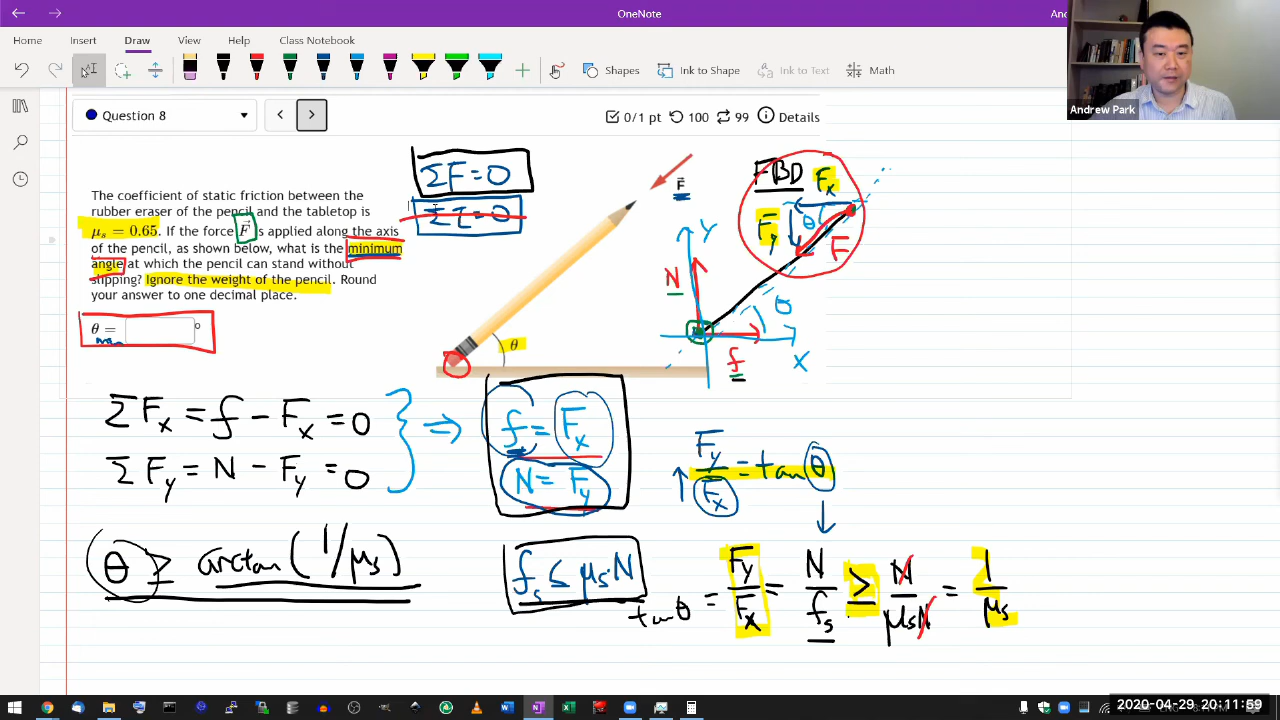 OneNote
An
Home Insert Draw View Help Class Notebook
Shapes Ink to Shape Ink to Text Math
Andrew Park
Question 8
0/1 pt 100 99 Details
The coefficient of static friction between the
rubber eraser of the pencil and the tabletop is
μs = 0.65. If the force F⃗ is applied along the axis
of the pencil, as shown below, what is the minimum
angle at which the pencil can stand without
slipping? Ignore the weight of the pencil. Round
your answer to one decimal place.
θ = °
min
ΣF = 0
Στ = 0
F⃗
θ
FBD
Fx
Fy
θ
F
Y
N
θ
f
X
ΣFx = f − Fx = 0
ΣFy = N − Fy = 0
⇒
f = Fx
N = Fy
↑ Fy/Fx = tan θ
↓
θ ≥ arctan(1/μs)
fs ≤ μs·N
tan θ = Fy/Fx = N/fs ≥ N/μsN = 1/μs
2020-04-29 20:11:59